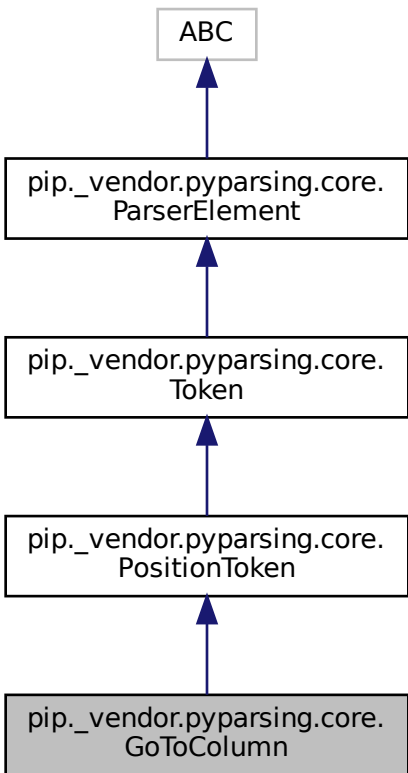 ABC
pip._vendor.pyparsing.core.
ParserElement
pip._vendor.pyparsing.core.
Token
pip._vendor.pyparsing.core.
PositionToken
pip._vendor.pyparsing.core.
GoToColumn